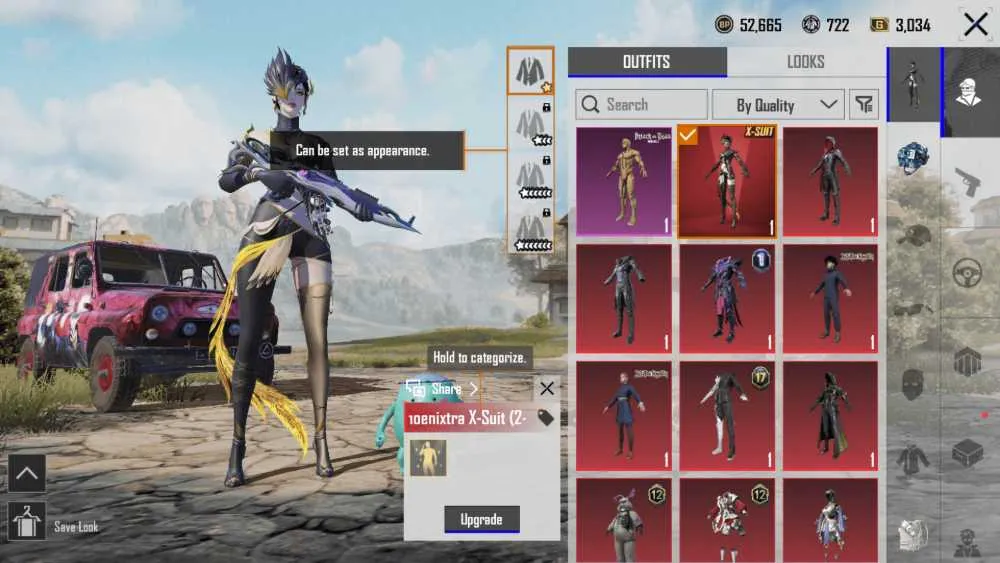 52,665
722
3,034
OUTFITS
LOOKS
Search
By Quality
Can be set as appearance.
X-SUIT
1
1
1
1
1
1
1
1
17
1
1
12
12
Hold to categorize.
Share
oenixtra X-Suit (2-
Upgrade
Save Look